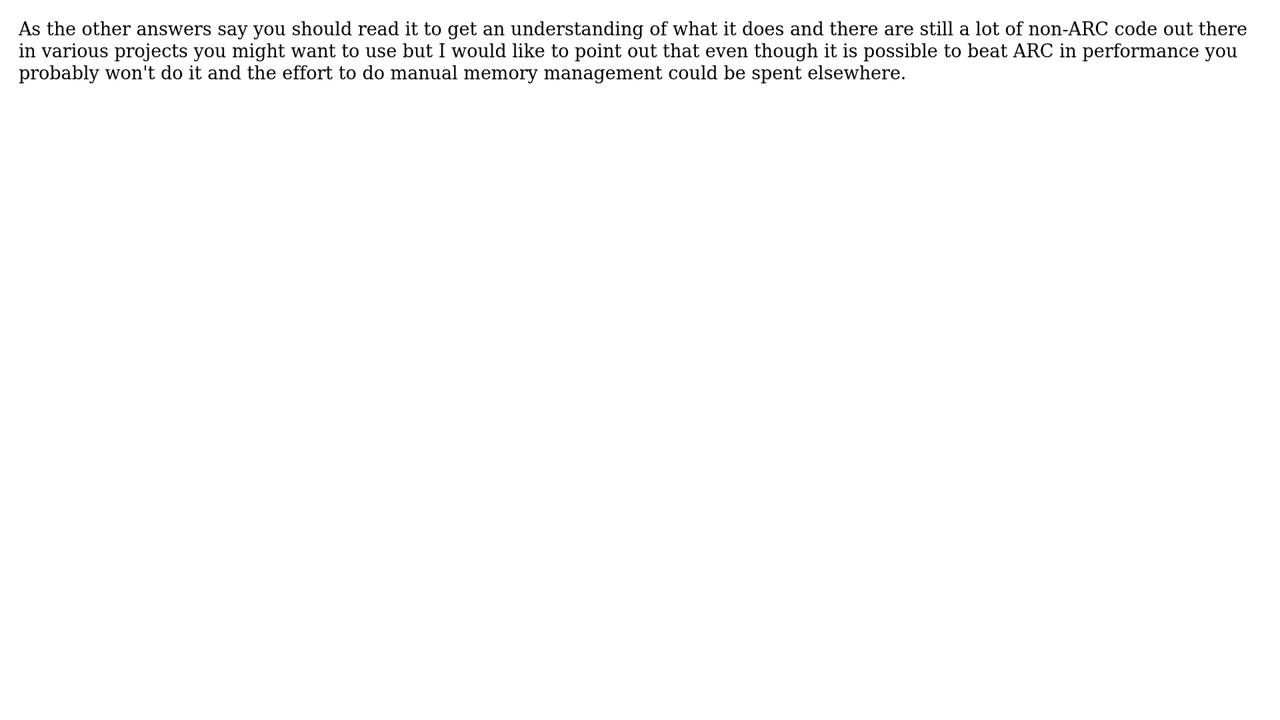 As the other answers say you should read it to get an understanding of what it does and there are still a lot of non-ARC code out there
in various projects you might want to use but I would like to point out that even though it is possible to beat ARC in performance you
probably won't do it and the effort to do manual memory management could be spent elsewhere.